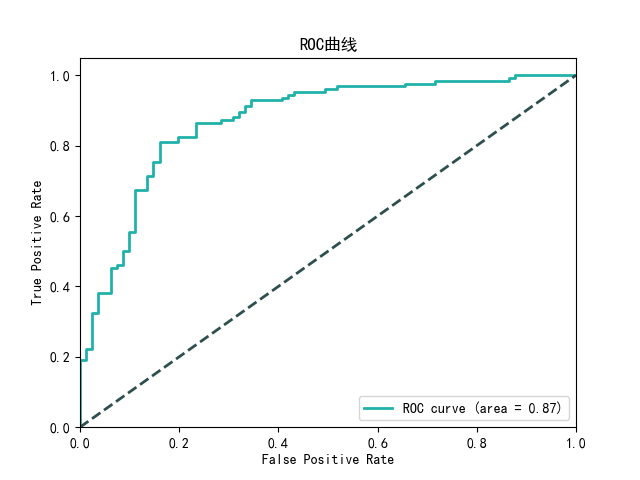 ROC曲线
1.0
0.8
0.6
0.4
0.2
0.0
True Positive Rate
ROC curve (area = 0.87)
0.0 0.2 0.4 0.6 0.8 1.0
False Positive Rate